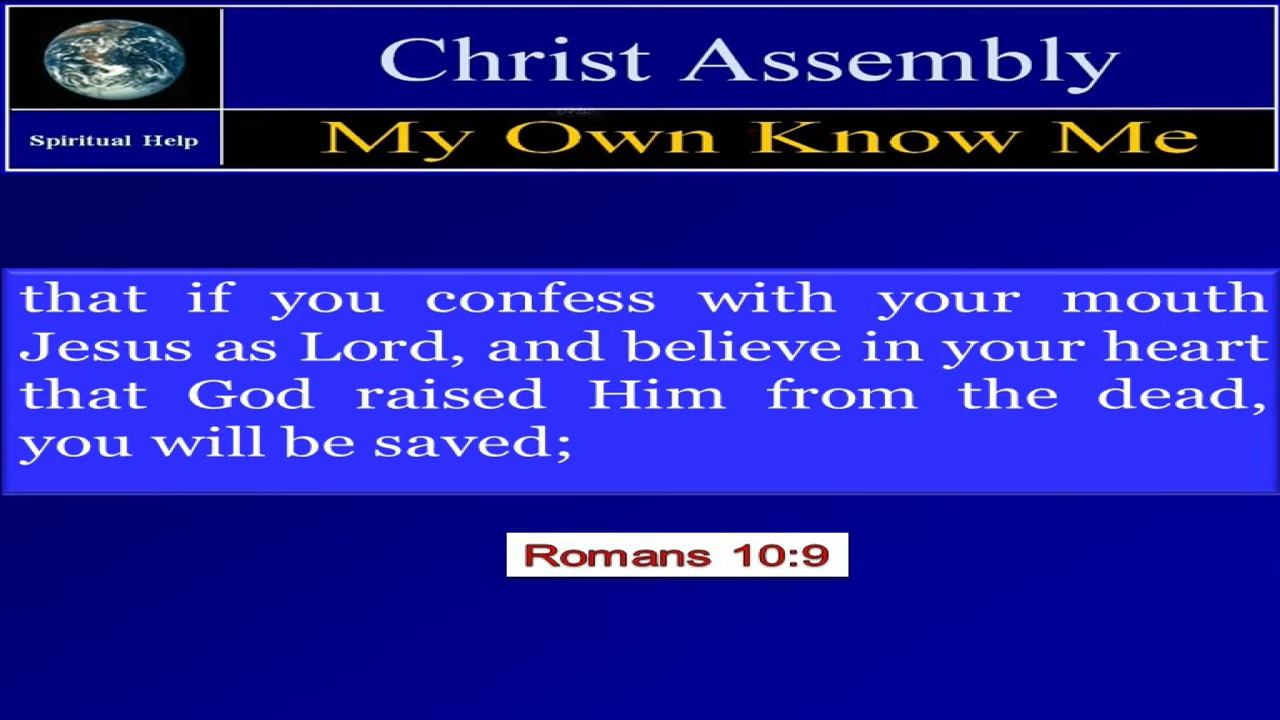 Christ Assembly
Spiritual Help
My Own Know Me
that if you confess with your mouth
Jesus as Lord, and believe in your heart
that God raised Him from the dead,
you will be saved;
Romans 10:9